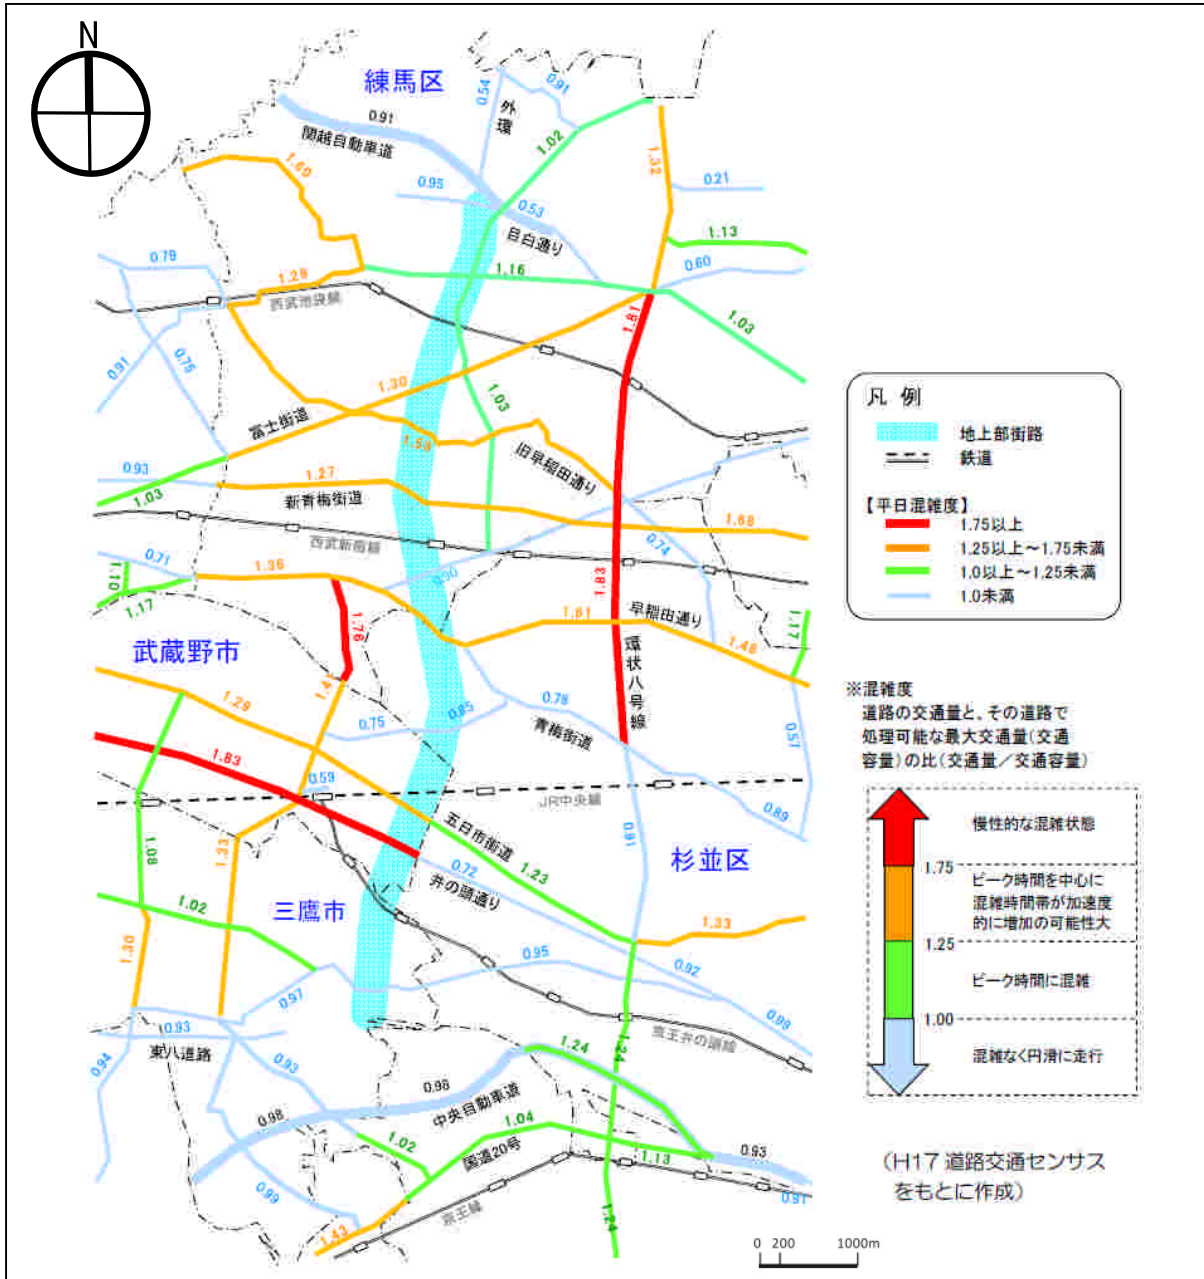 N
練馬区
0.54
0.91
外環
0.91
関越自動車道
1.02
1.32
1.60
0.95
0.53
0.21
目白通り
1.13
0.79
1.28
1.16
0.60
西武池袋線
1.81
1.03
0.91
0.75
1.30
1.03
富士街道
1.53
旧早稲田通り
0.93
1.27
1.03
新青梅街道
1.68
西武新宿線
0.74
0.71
1.36
0.90
1.10
1.83
1.17
1.61
早稲田通り
1.76
1.17
1.48
武蔵野市
環状八号線
1.41
1.29
0.78
0.75
0.85
青梅街道
0.57
1.83
0.59
JR中央線
0.89
五日市街道
0.91
1.08
1.33
0.72
1.23
杉並区
井の頭通り
1.02
三鷹市
1.33
1.30
0.95
0.92
0.97
0.99
0.93
京王井の頭線
東八道路
1.24
1.24
0.94
0.93
0.98
中央自動車道
0.98
1.04
1.02
国道20号
1.13
0.93
0.99
0.91
1.43
京王線
1.24
0 200 1000m
凡 例
地上部街路
鉄道
【平日混雑度】
1.75以上
1.25以上～1.75未満
1.0以上～1.25未満
1.0未満
※混雑度
道路の交通量と、その道路で
処理可能な最大交通量(交通
容量)の比(交通量／交通容量)
慢性的な混雑状態
1.75
ピーク時間を中心に
混雑時間帯が加速度
的に増加の可能性大
1.25
ピーク時間に混雑
1.00
混雑なく円滑に走行
（H17 道路交通センサス
をもとに作成）